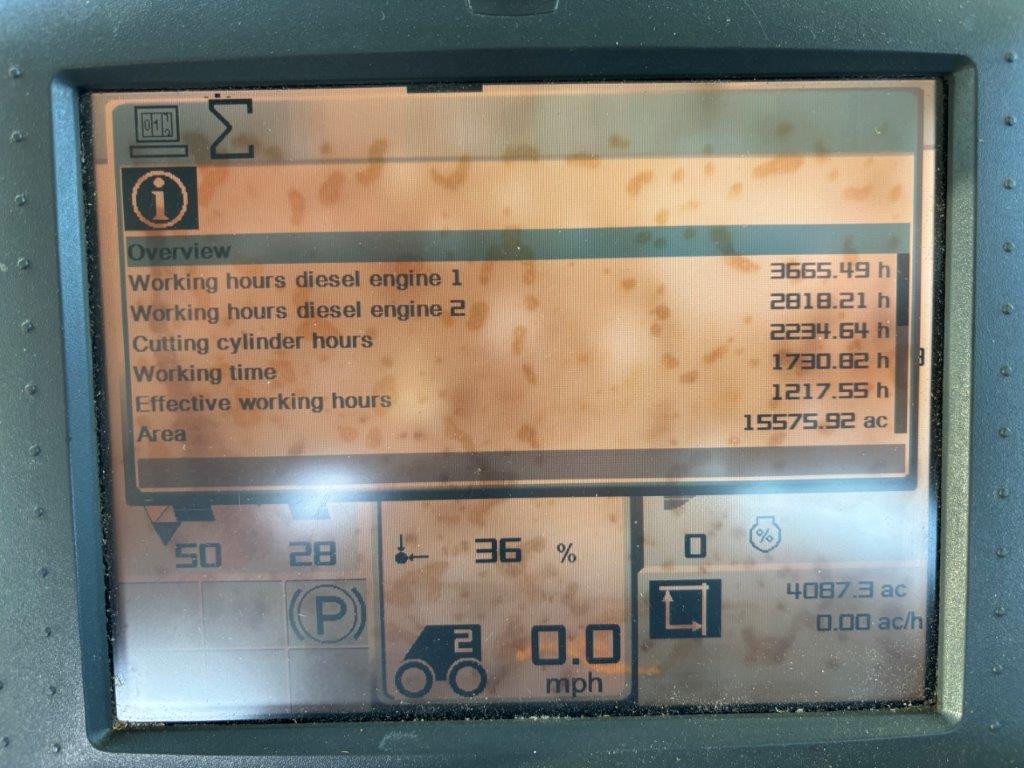 Overview
Working hours diesel engine 1 3665.49 h
Working hours diesel engine 2 2818.21 h
Cutting cylinder hours 2234.64 h
Working time 1730.82 h
Effective working hours 1217.55 h
Area 15575.92 ac
50 28 36 % 0 %
P 4087.3 ac
0.00 ac/h
2 0.0
mph